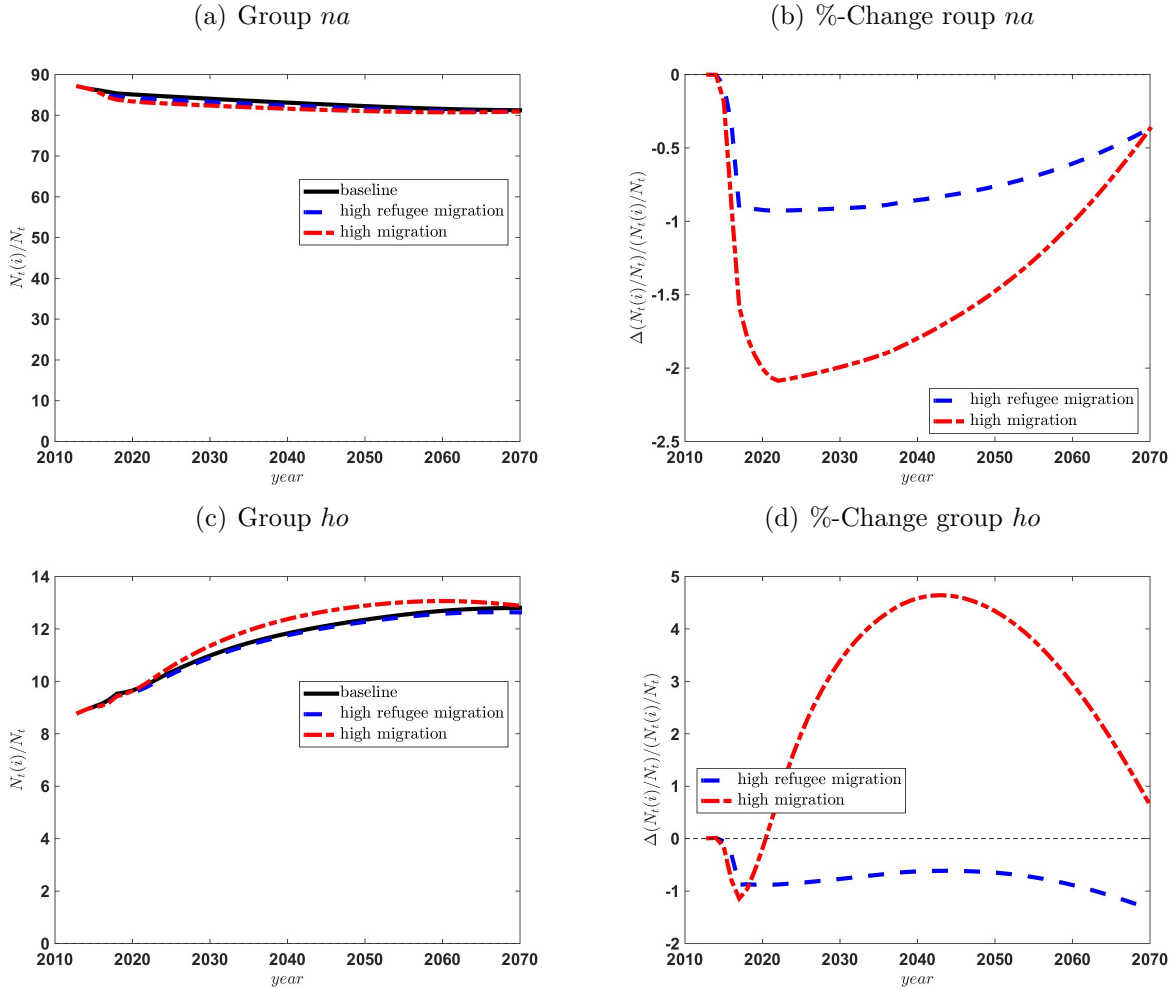 (a) Group na
90
80
70
60
50
40
30
20
10
0
2010 2020 2030 2040 2050 2060 2070
year
N_t(i)/N_t
baseline
high refugee migration
high migration
(b) %-Change roup na
0
-0.5
-1
-1.5
-2
-2.5
2010 2020 2030 2040 2050 2060 2070
year
Δ(N_t(i)/N_t)/(N_t(i)/N_t)
high refugee migration
high migration
(c) Group ho
14
12
10
8
6
4
2
0
2010 2020 2030 2040 2050 2060 2070
year
N_t(i)/N_t
baseline
high refugee migration
high migration
(d) %-Change group ho
5
4
3
2
1
0
-1
-2
2010 2020 2030 2040 2050 2060 2070
year
Δ(N_t(i)/N_t)/(N_t(i)/N_t)
high refugee migration
high migration